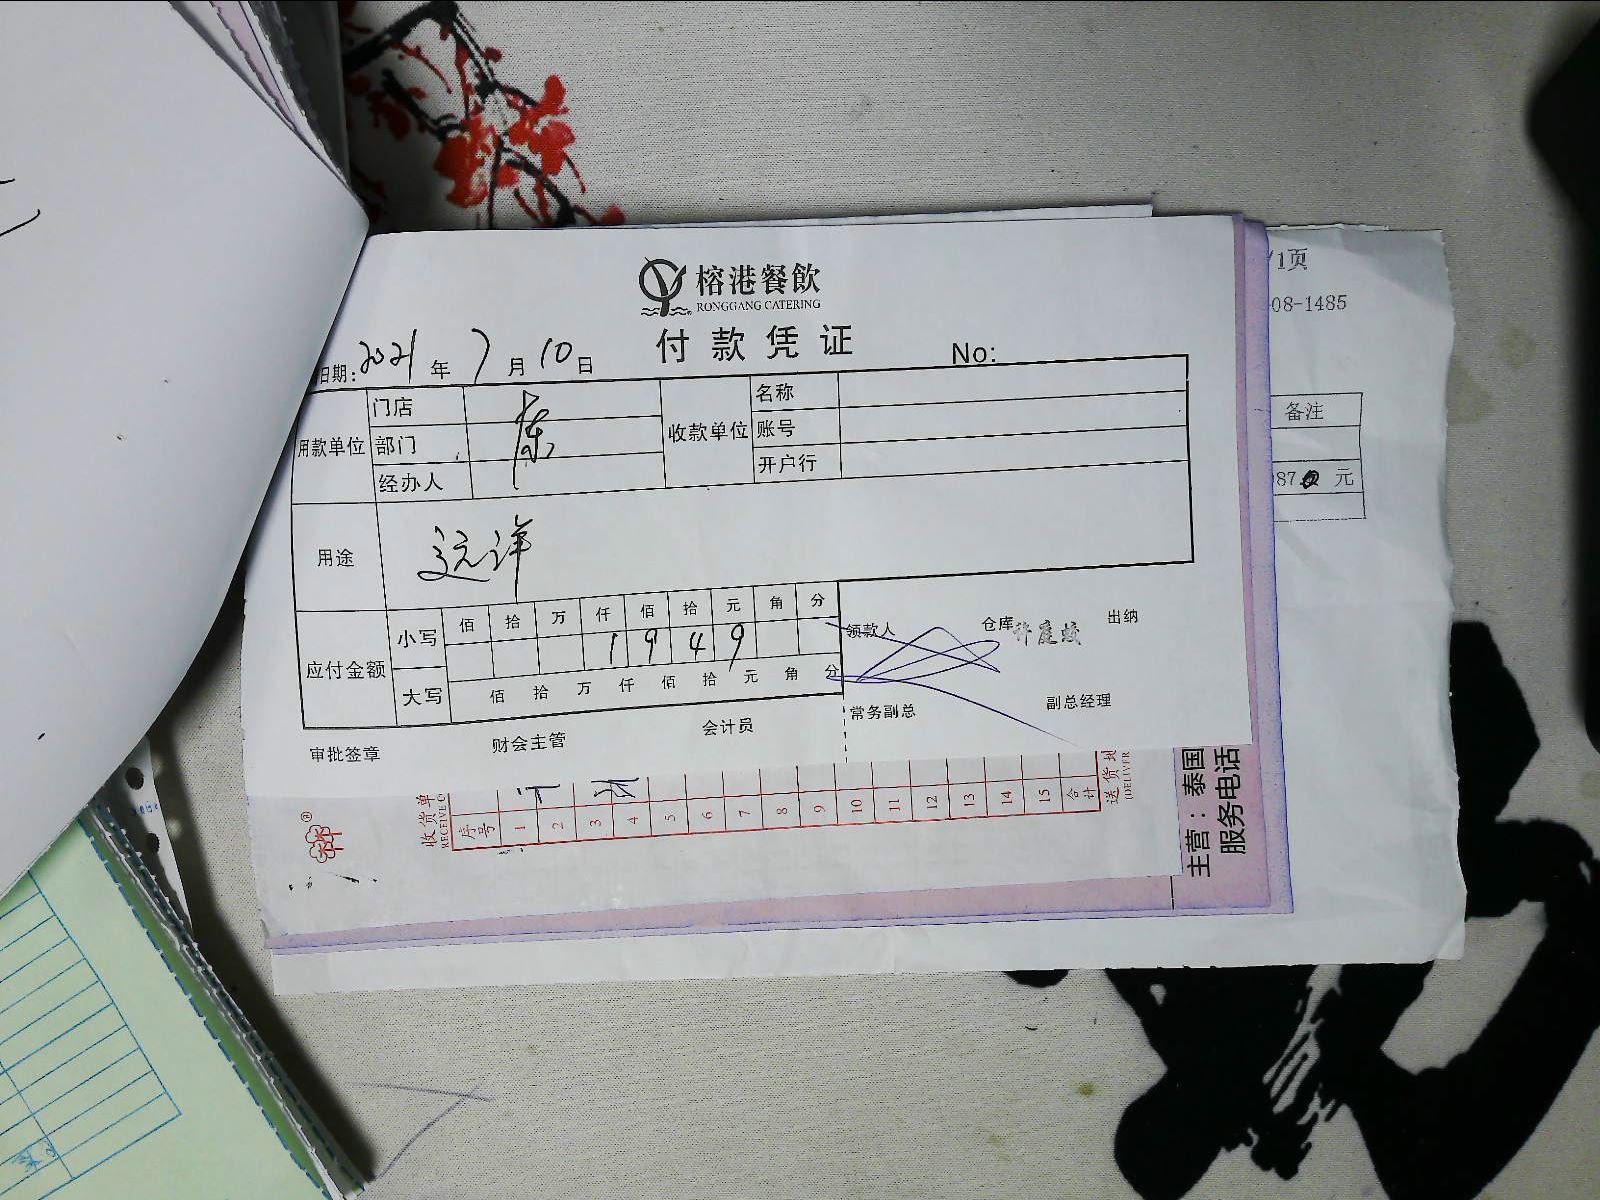 榕港餐飲
RONGGANG CATERING
付款凭证
日期: 2021 年 7 月 10 日
No:
用款单位
门店
部门
经办人
收款单位
名称
账号
开户行
用途
远洋
应付金额
小写
佰 拾 万 仟 佰 拾 元 角 分
1 9 4 9
大写
佰 拾 万 仟 佰 拾 元 角 分
领款人
仓库 许庭蛟
出纳
审批签章
财会主管
会计员
常务副总
副总经理
/1页
08-1485
备注
元
收货单
序号
1 2 3 4 5 6 7 8 9 10 11 12 13 14 15 合计
送货
主营：泰国
服务电话